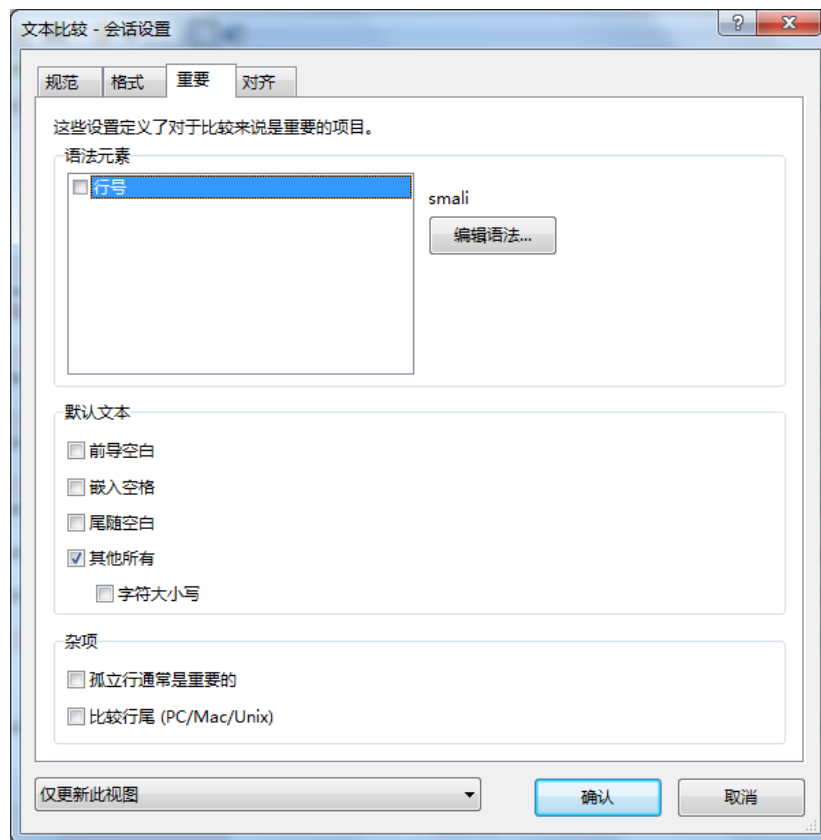 文本比较 - 会话设置
规范 格式 重要 对齐
这些设置定义了对于比较来说是重要的项目。
语法元素
行号
smali
编辑语法...
默认文本
前导空白
嵌入空格
尾随空白
其他所有
字符大小写
杂项
孤立行通常是重要的
比较行尾 (PC/Mac/Unix)
仅更新此视图 确认 取消